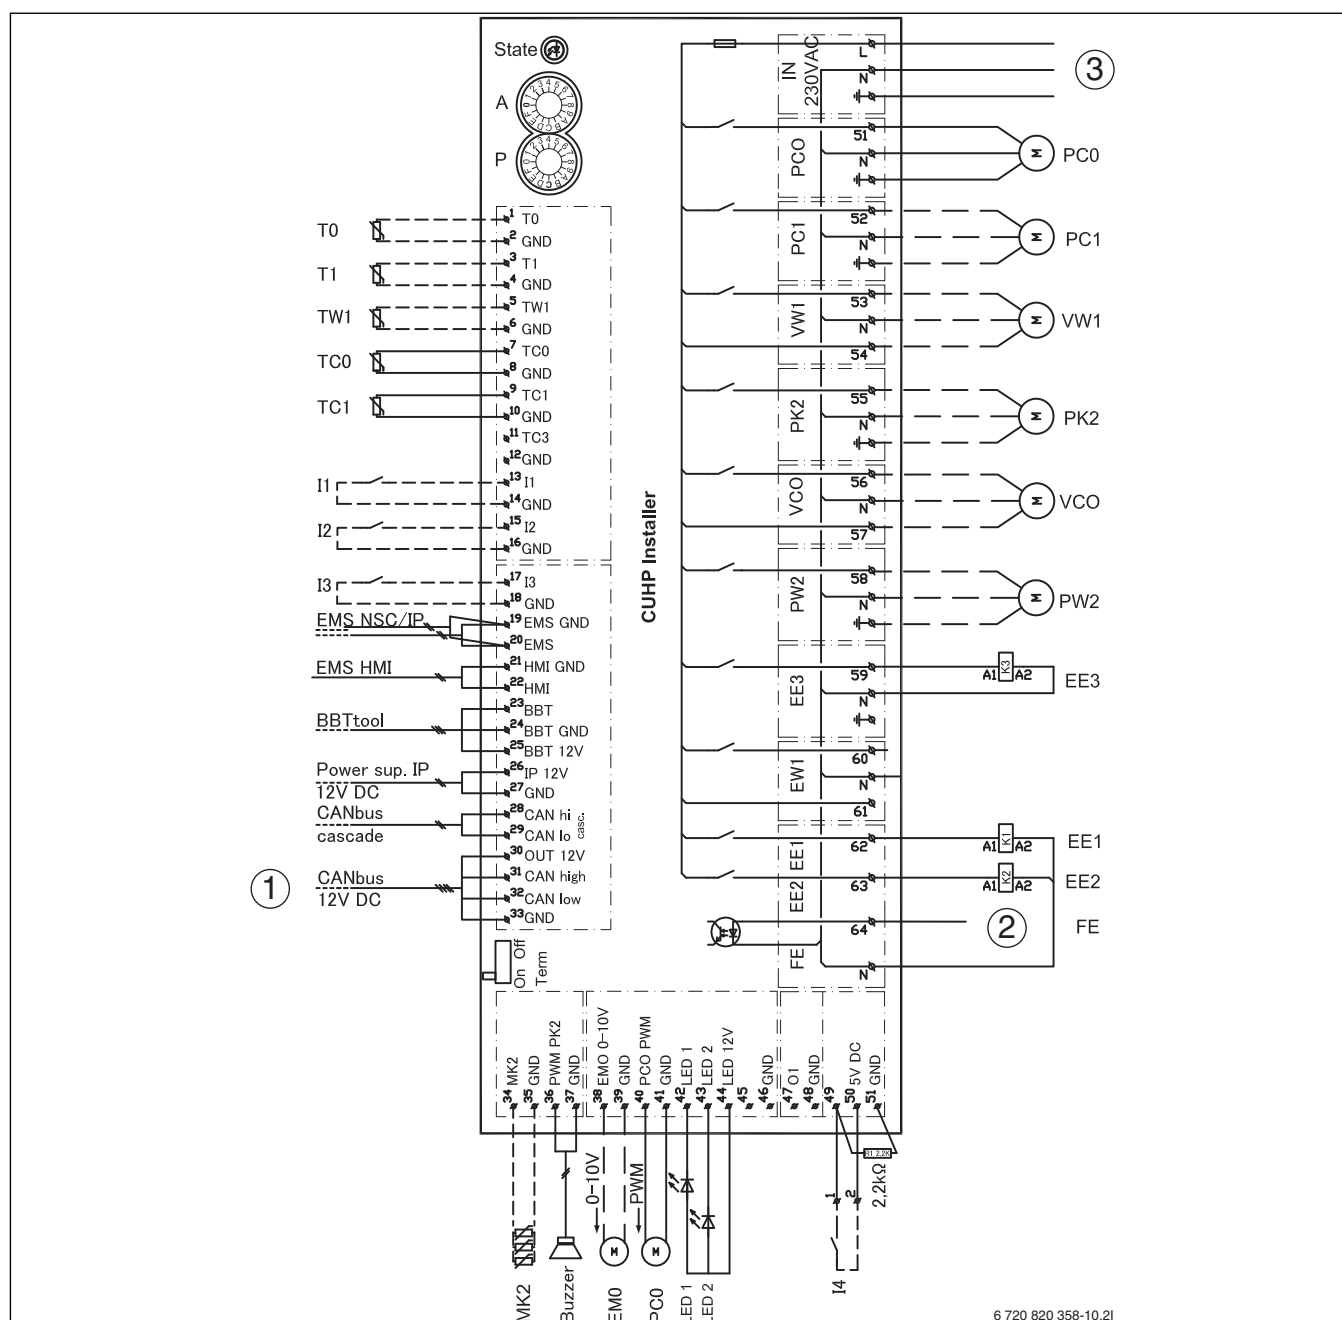 State
A
P
0123456789ABCDEF
0123456789ABCDEF
CUHP Installer
T0
1 T0
2 GND
T1
3 T1
4 GND
TW1
5 TW1
6 GND
TC0
7 TC0
8 GND
TC1
9 TC1
10 GND
11 TC3
12 GND
I1
13 I1
14 GND
I2
15 I2
16 GND
I3
17 I3
18 GND
EMS NSC/IP
19 EMS GND
20 EMS
EMS HMI
21 HMI GND
22 HMI
BBTtool
23 BBT
24 BBT GND
25 BBT 12V
Power sup. IP
12V DC
26 IP 12V
27 GND
CANbus
cascade
28 CAN hi
29 CAN lo
casc.
1
CANbus
12V DC
30 OUT 12V
31 CAN high
32 CAN low
33 GND
On Off
Term
IN
230VAC
L
N
3
PCO
51
N
M
PC0
PC1
52
N
M
PC1
VW1
53
N
54
M
VW1
PK2
55
N
M
PK2
VCO
56
N
57
M
VCO
PW2
58
N
M
PW2
EE3
59
N
A1 K3 A2
EE3
EW1
60
N
61
EE1
62
A1 K1 A2
EE1
EE2
63
A1 K2 A2
EE2
FE
64
N
2
FE
34 MK2
35 GND
36 PWM PK2
37 GND
38 EMO 0-10V
39 GND
40 PCO PWM
41 GND
42 LED 1
43 LED 2
44 LED 12V
45
46 GND
47 O1
48 GND
49
50 5V DC
51 GND
R1 2,2K
2,2kΩ
0-10V
PWM
M
M
1
2
MK2
Buzzer
EM0
PC0
LED 1
LED 2
I4
6 720 820 358-10.2I